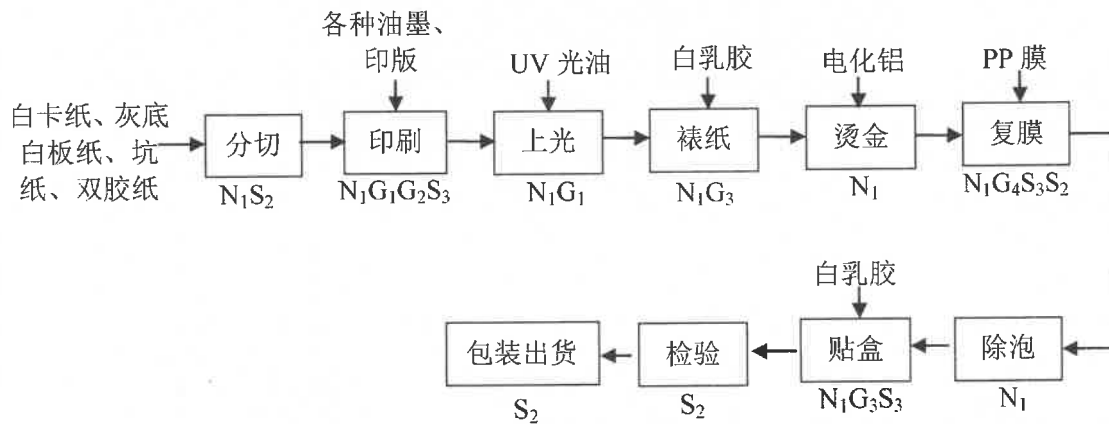 各种油墨、
印版
UV 光油
白乳胶
电化铝
PP 膜
白卡纸、灰底
白板纸、坑
纸、双胶纸
分切
印刷
上光
裱纸
烫金
复膜
N₁S₂
N₁G₁G₂S₃
N₁G₁
N₁G₃
N₁
N₁G₄S₃S₂
白乳胶
包装出货
检验
贴盒
除泡
S₂
S₂
N₁G₃S₃
N₁